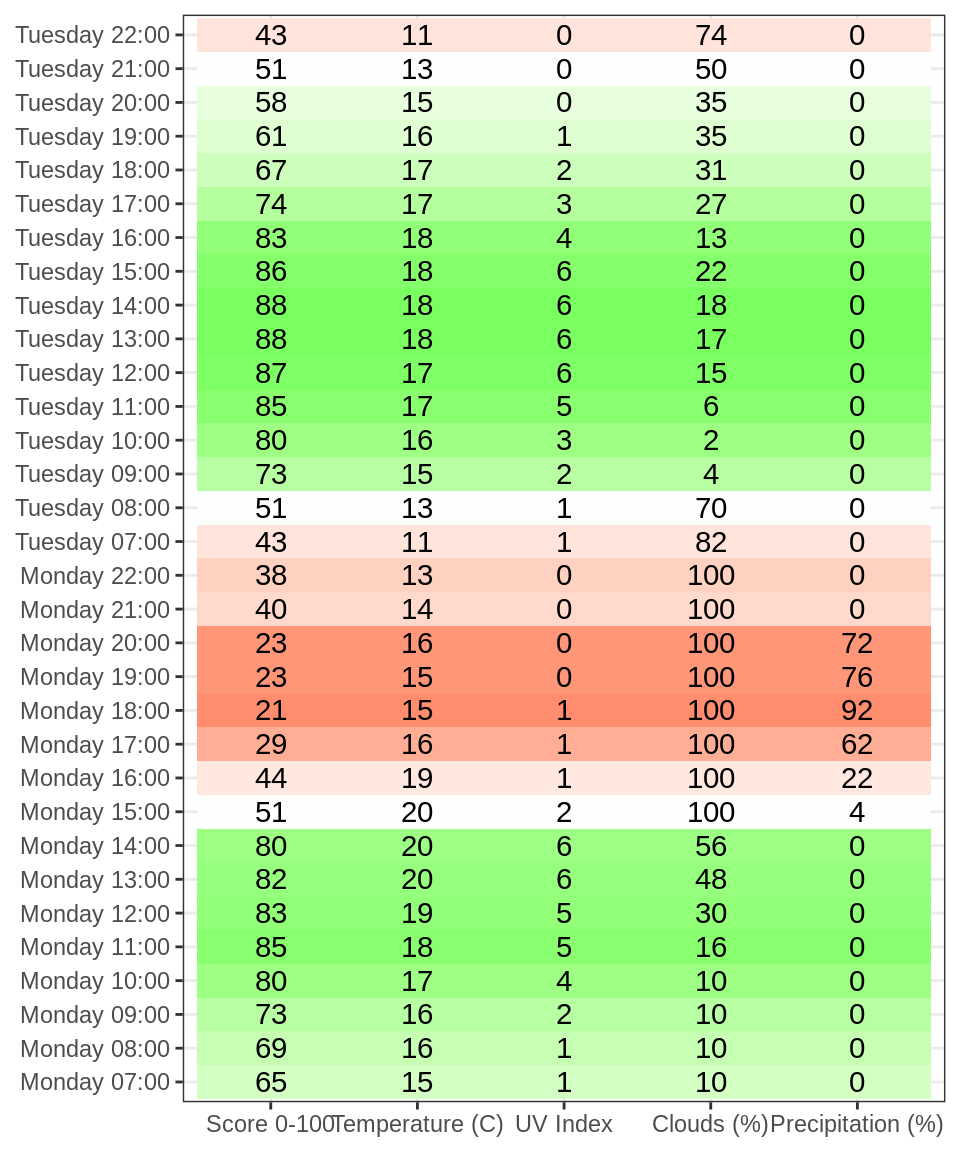 Tuesday 22:00 43 11 0 74 0
Tuesday 21:00 51 13 0 50 0
Tuesday 20:00 58 15 0 35 0
Tuesday 19:00 61 16 1 35 0
Tuesday 18:00 67 17 2 31 0
Tuesday 17:00 74 17 3 27 0
Tuesday 16:00 83 18 4 13 0
Tuesday 15:00 86 18 6 22 0
Tuesday 14:00 88 18 6 18 0
Tuesday 13:00 88 18 6 17 0
Tuesday 12:00 87 17 6 15 0
Tuesday 11:00 85 17 5 6 0
Tuesday 10:00 80 16 3 2 0
Tuesday 09:00 73 15 2 4 0
Tuesday 08:00 51 13 1 70 0
Tuesday 07:00 43 11 1 82 0
Monday 22:00 38 13 0 100 0
Monday 21:00 40 14 0 100 0
Monday 20:00 23 16 0 100 72
Monday 19:00 23 15 0 100 76
Monday 18:00 21 15 1 100 92
Monday 17:00 29 16 1 100 62
Monday 16:00 44 19 1 100 22
Monday 15:00 51 20 2 100 4
Monday 14:00 80 20 6 56 0
Monday 13:00 82 20 6 48 0
Monday 12:00 83 19 5 30 0
Monday 11:00 85 18 5 16 0
Monday 10:00 80 17 4 10 0
Monday 09:00 73 16 2 10 0
Monday 08:00 69 16 1 10 0
Monday 07:00 65 15 1 10 0
Score 0-100 Temperature (C) UV Index Clouds (%) Precipitation (%)